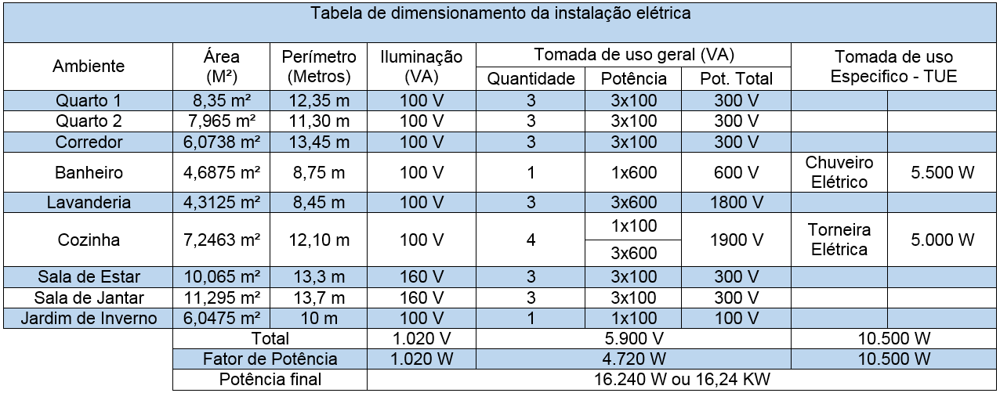 Tabela de dimensionamento da instalação elétrica
Ambiente Área (M²) Perímetro (Metros) Iluminação (VA) Tomada de uso geral (VA) Tomada de uso Especifico - TUE
Quantidade Potência Pot. Total
Quarto 1 8,35 m² 12,35 m 100 V 3 3x100 300 V
Quarto 2 7,965 m² 11,30 m 100 V 3 3x100 300 V
Corredor 6,0738 m² 13,45 m 100 V 3 3x100 300 V
Banheiro 4,6875 m² 8,75 m 100 V 1 1x600 600 V Chuveiro Elétrico 5.500 W
Lavanderia 4,3125 m² 8,45 m 100 V 3 3x600 1800 V
Cozinha 7,2463 m² 12,10 m 100 V 4 1x100 3x600 1900 V Torneira Elétrica 5.000 W
Sala de Estar 10,065 m² 13,3 m 160 V 3 3x100 300 V
Sala de Jantar 11,295 m² 13,7 m 160 V 3 3x100 300 V
Jardim de Inverno 6,0475 m² 10 m 100 V 1 1x100 100 V
Total 1.020 V 5.900 V 10.500 W
Fator de Potência 1.020 W 4.720 W 10.500 W
Potência final 16.240 W ou 16,24 KW